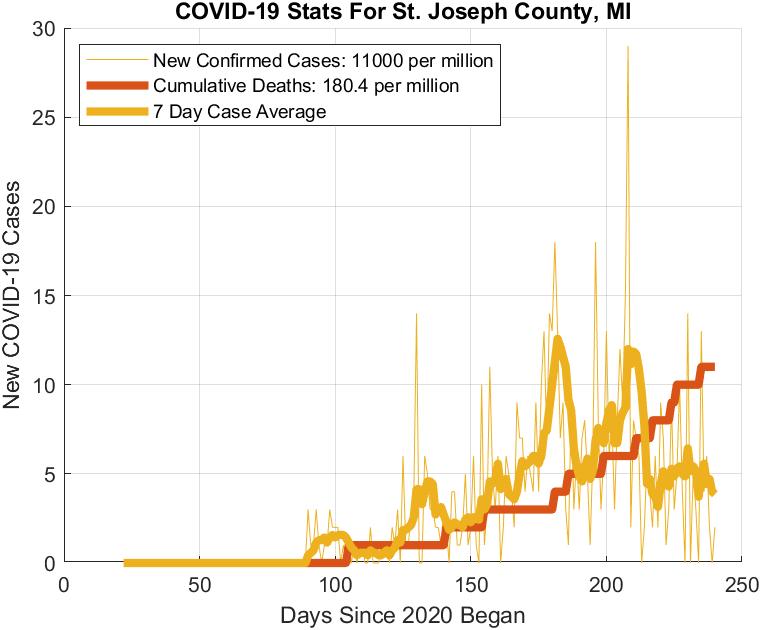 COVID-19 Stats For St. Joseph County, MI
30
25
20
15
10
5
0
New COVID-19 Cases
New Confirmed Cases: 11000 per million
Cumulative Deaths: 180.4 per million
7 Day Case Average
0 50 100 150 200 250
Days Since 2020 Began